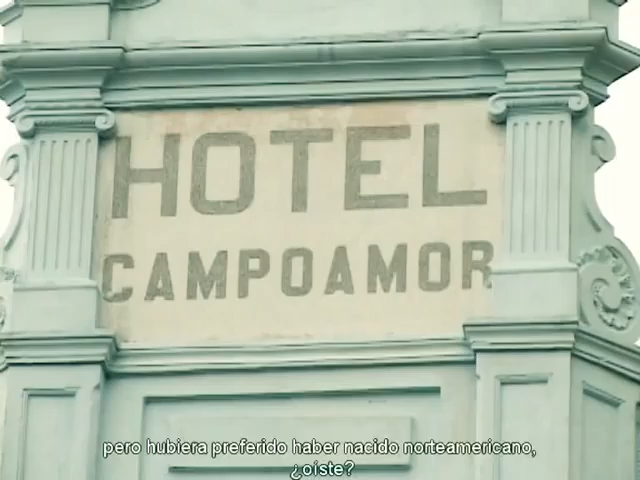 HOTEL
CAMPOAMOR
pero hubiera preferido haber nacido norteamericano,
¿oíste?